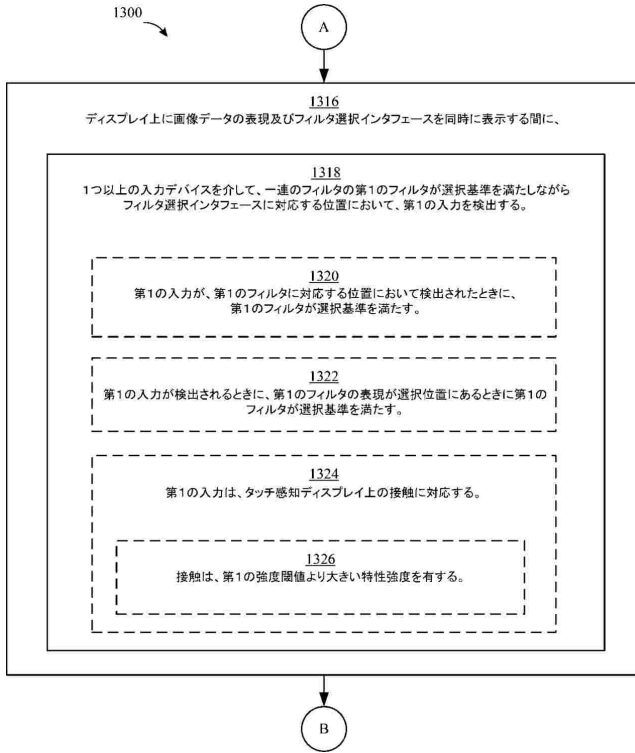 1300
A
1316
ディスプレイ上に画像データの表現及びフィルタ選択インタフェースを同時に表示する間に、
1318
1つ以上の入力デバイスを介して、一連のフィルタの第1のフィルタが選択基準を満たしながら
フィルタ選択インタフェースに対応する位置において、第1の入力を検出する。
1320
第1の入力が、第1のフィルタに対応する位置において検出されたときに、
第1のフィルタが選択基準を満たす。
1322
第1の入力が検出されるときに、第1のフィルタの表現が選択位置にあるときに第1の
フィルタが選択基準を満たす。
1324
第1の入力は、タッチ感知ディスプレイ上の接触に対応する。
1326
接触は、第1の強度閾値より大きい特性強度を有する。
B